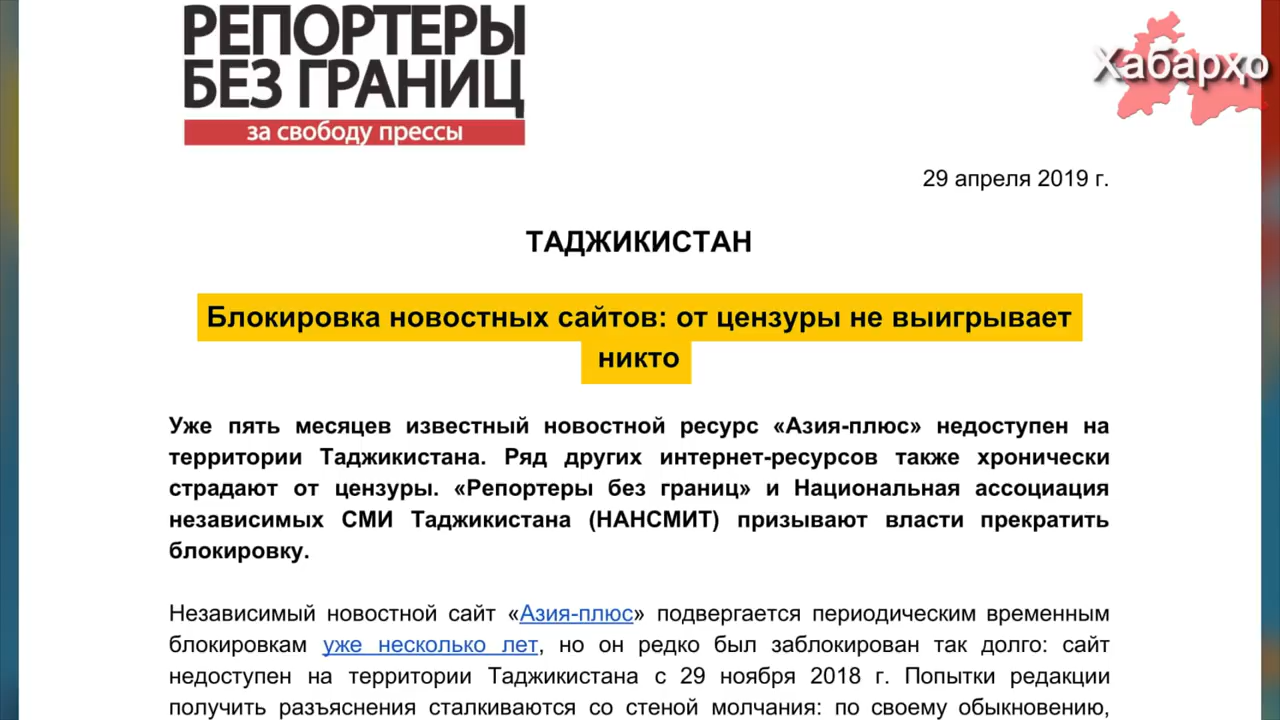 РЕПОРТЕРЫ
БЕЗ ГРАНИЦ
за свободу прессы
Хабарҳо
29 апреля 2019 г.
ТАДЖИКИСТАН
Блокировка новостных сайтов: от цензуры не выигрывает
никто
Уже пять месяцев известный новостной ресурс «Азия-плюс» недоступен на
территории Таджикистана. Ряд других интернет-ресурсов также хронически
страдают от цензуры. «Репортеры без границ» и Национальная ассоциация
независимых СМИ Таджикистана (НАНСМИТ) призывают власти прекратить
блокировку.
Независимый новостной сайт «Азия-плюс» подвергается периодическим временным
блокировкам уже несколько лет, но он редко был заблокирован так долго: сайт
недоступен на территории Таджикистана с 29 ноября 2018 г. Попытки редакции
получить разъяснения сталкиваются со стеной молчания: по своему обыкновению,